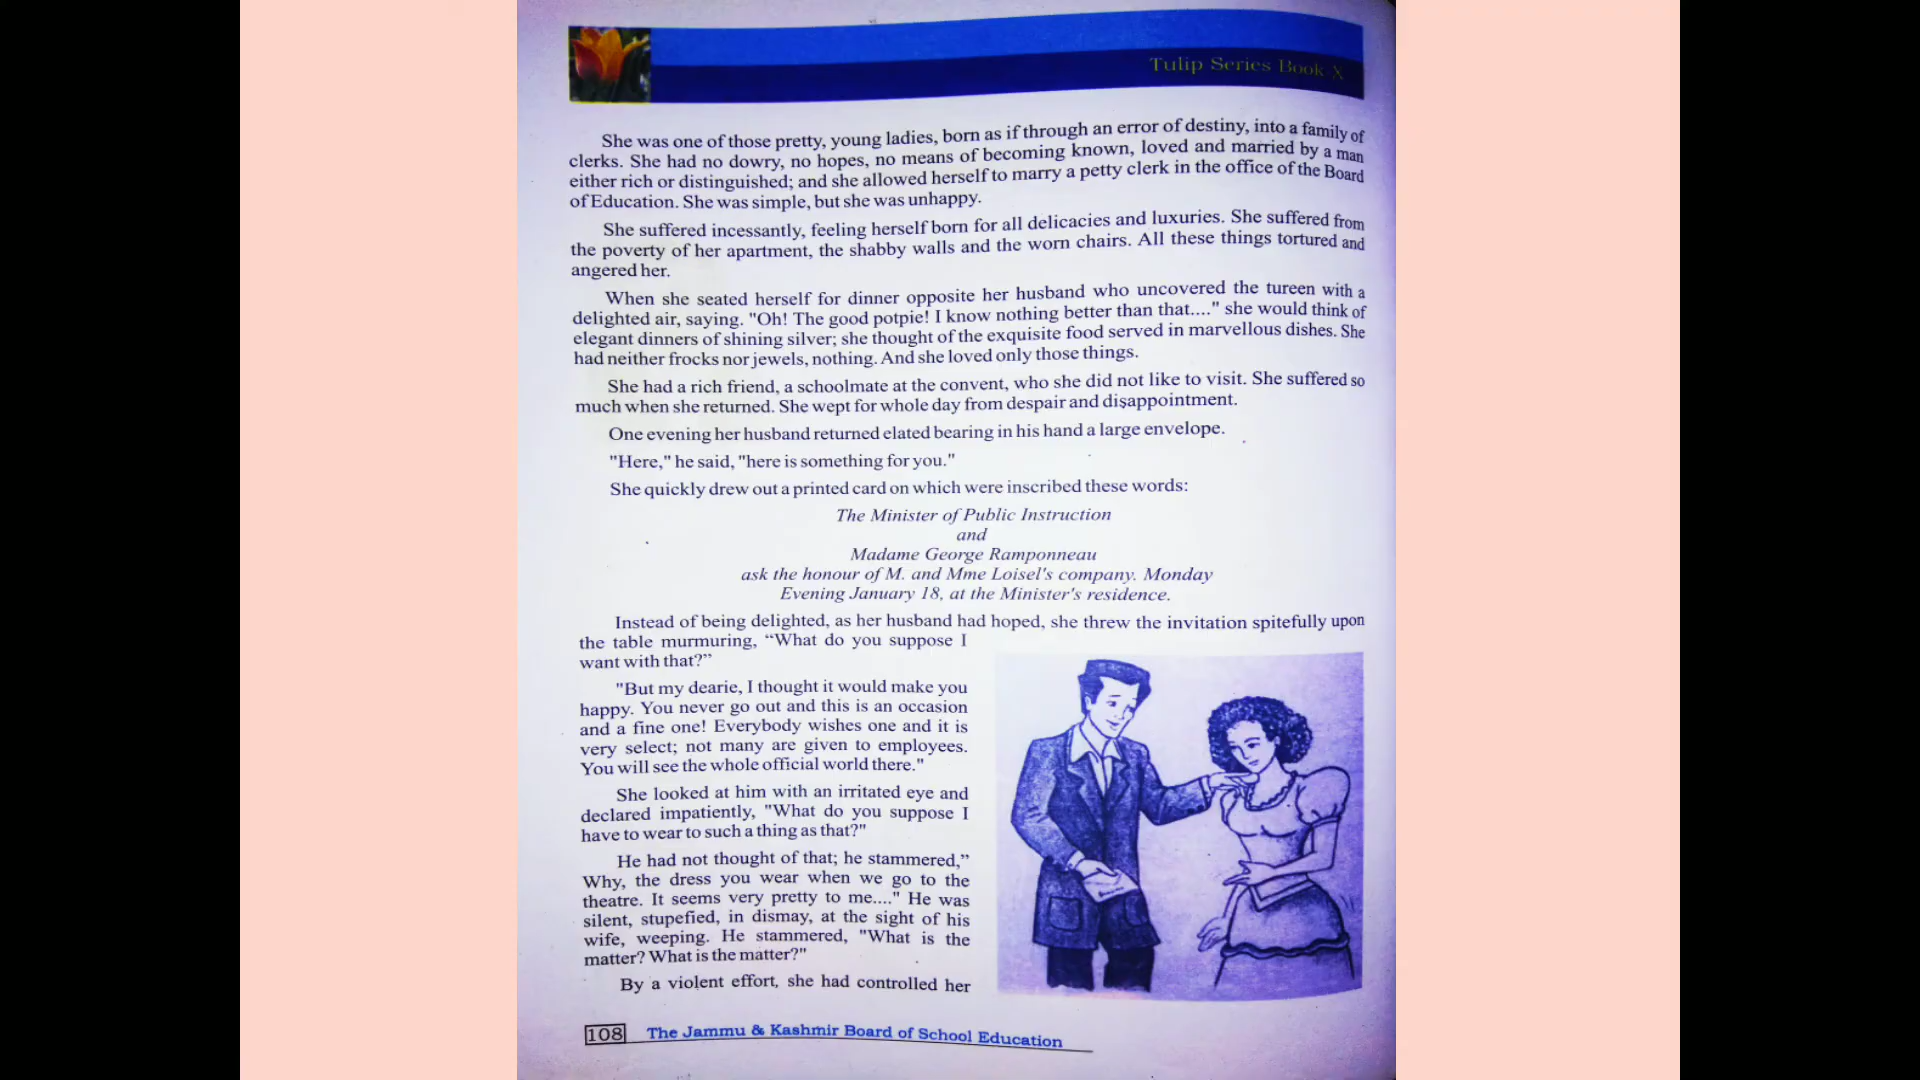 Tulip Series Book X
She was one of those pretty, young ladies, born as if through an error of destiny, into a family of
clerks. She had no dowry, no hopes, no means of becoming known, loved and married by a man
either rich or distinguished; and she allowed herself to marry a petty clerk in the office of the Board
of Education. She was simple, but she was unhappy.
She suffered incessantly, feeling herself born for all delicacies and luxuries. She suffered from
the poverty of her apartment, the shabby walls and the worn chairs. All these things tortured and
angered her.
When she seated herself for dinner opposite her husband who uncovered the tureen with a
delighted air, saying. "Oh! The good potpie! I know nothing better than that...." she would think of
elegant dinners of shining silver; she thought of the exquisite food served in marvellous dishes. She
had neither frocks nor jewels, nothing. And she loved only those things.
She had a rich friend, a schoolmate at the convent, who she did not like to visit. She suffered so
much when she returned. She wept for whole day from despair and disappointment.
One evening her husband returned elated bearing in his hand a large envelope.
"Here," he said, "here is something for you."
She quickly drew out a printed card on which were inscribed these words:
The Minister of Public Instruction
and
Madame George Ramponneau
ask the honour of M. and Mme Loisel's company. Monday
Evening January 18, at the Minister's residence.
Instead of being delighted, as her husband had hoped, she threw the invitation spitefully upon
the table murmuring, “What do you suppose I
want with that?”
"But my dearie, I thought it would make you
happy. You never go out and this is an occasion
and a fine one! Everybody wishes one and it is
very select; not many are given to employees.
You will see the whole official world there."
She looked at him with an irritated eye and
declared impatiently, "What do you suppose I
have to wear to such a thing as that?"
He had not thought of that; he stammered,”
Why, the dress you wear when we go to the
theatre. It seems very pretty to me...." He was
silent, stupefied, in dismay, at the sight of his
wife, weeping. He stammered, "What is the
matter? What is the matter?"
By a violent effort, she had controlled her
108 The Jammu & Kashmir Board of School Education